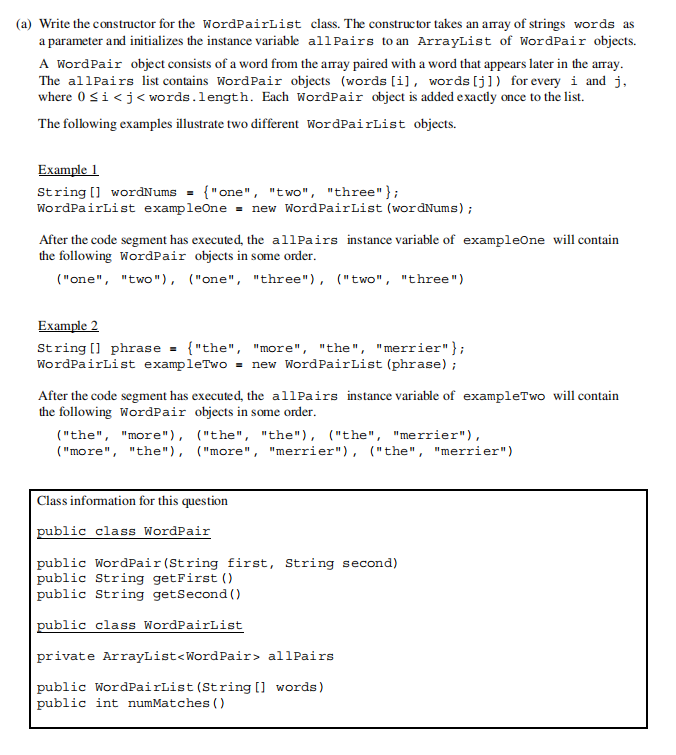 (a) Write the constructor for the WordPairList class. The constructor takes an array of strings words as
a parameter and initializes the instance variable allPairs to an ArrayList of WordPair objects.
A WordPair object consists of a word from the array paired with a word that appears later in the array.
The allPairs list contains WordPair objects (words[i], words[j]) for every i and j,
where 0 ≤ i < j < words.length. Each WordPair object is added exactly once to the list.
The following examples illustrate two different WordPairList objects.
Example 1
String[] wordNums = {"one", "two", "three"};
WordPairList exampleOne = new WordPairList(wordNums);
After the code segment has executed, the allPairs instance variable of exampleOne will contain
the following WordPair objects in some order.
("one", "two"), ("one", "three"), ("two", "three")
Example 2
String[] phrase = {"the", "more", "the", "merrier"};
WordPairList exampleTwo = new WordPairList(phrase);
After the code segment has executed, the allPairs instance variable of exampleTwo will contain
the following WordPair objects in some order.
("the", "more"), ("the", "the"), ("the", "merrier"),
("more", "the"), ("more", "merrier"), ("the", "merrier")
Class information for this question
public class WordPair
public WordPair(String first, String second)
public String getFirst()
public String getSecond()
public class WordPairList
private ArrayList<WordPair> allPairs
public WordPairList(String[] words)
public int numMatches()